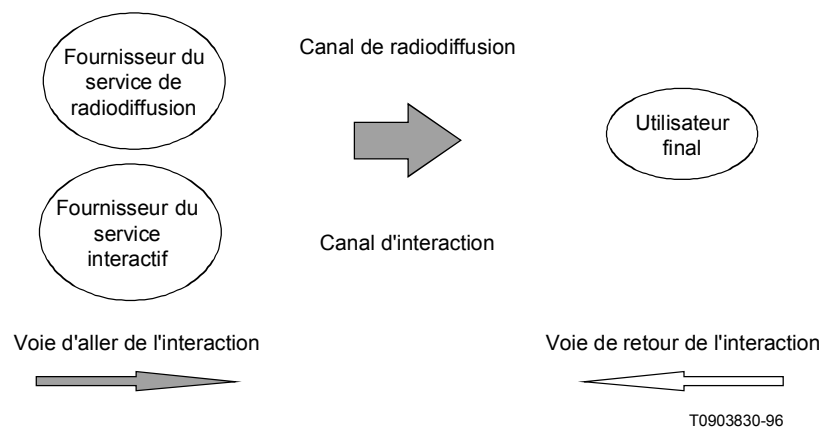 Fournisseur du
service de
radiodiffusion
Canal de radiodiffusion
Utilisateur
final
Fournisseur du
service
interactif
Canal d'interaction
Voie d'aller de l'interaction
Voie de retour de l'interaction
T0903830-96